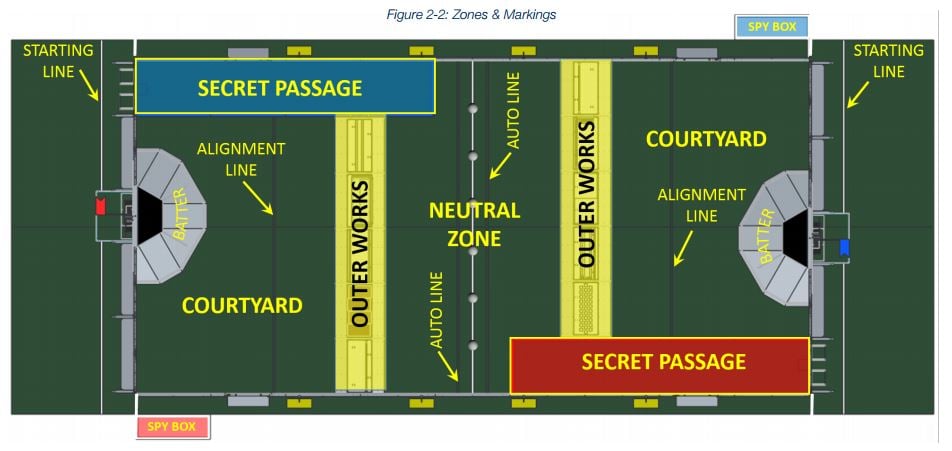 Figure 2-2: Zones & Markings
SPY BOX
STARTING
LINE
STARTING
LINE
SECRET PASSAGE
AUTO LINE
ALIGNMENT
LINE
COURTYARD
OUTER WORKS
OUTER WORKS
ALIGNMENT
LINE
BATTER
NEUTRAL
ZONE
BATTER
COURTYARD
AUTO LINE
SECRET PASSAGE
SPY BOX